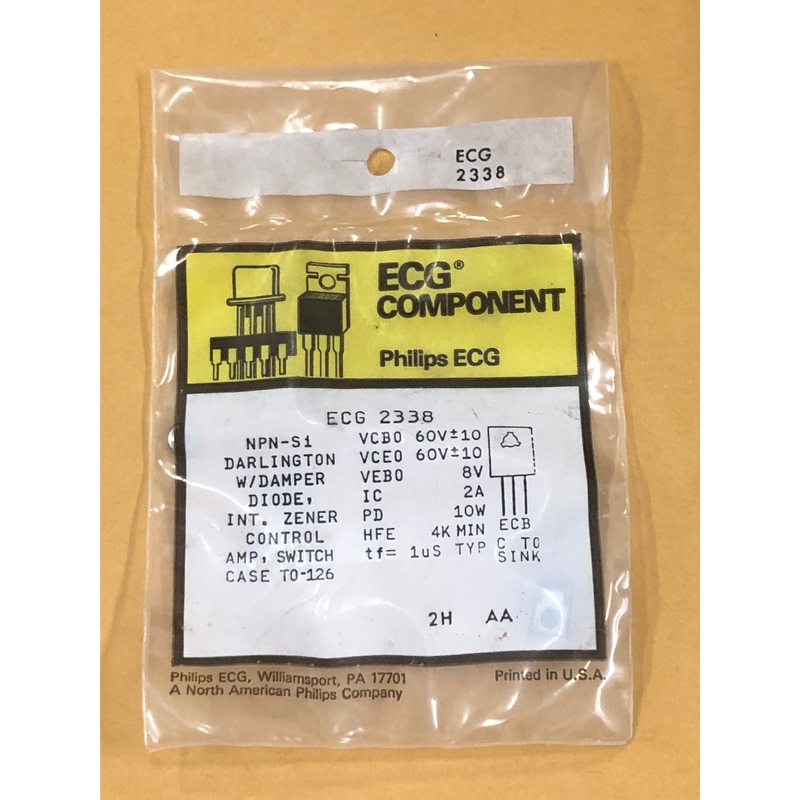 ECG
2338
ECG®
COMPONENT
Philips ECG
ECG 2338
NPN-Si
DARLINGTON
W/DAMPER
DIODE,
INT. ZENER
CONTROL
AMP, SWITCH
CASE TO-126
VCBO 60V±10
VCEO 60V±10
VEBO 8V
IC 2A
PD 10W
HFE 4K MIN
tf= 1uS TYP
ECB
C TO
SINK
2H AA
Philips ECG, Williamsport, PA 17701
A North American Philips Company
Printed in U.S.A.